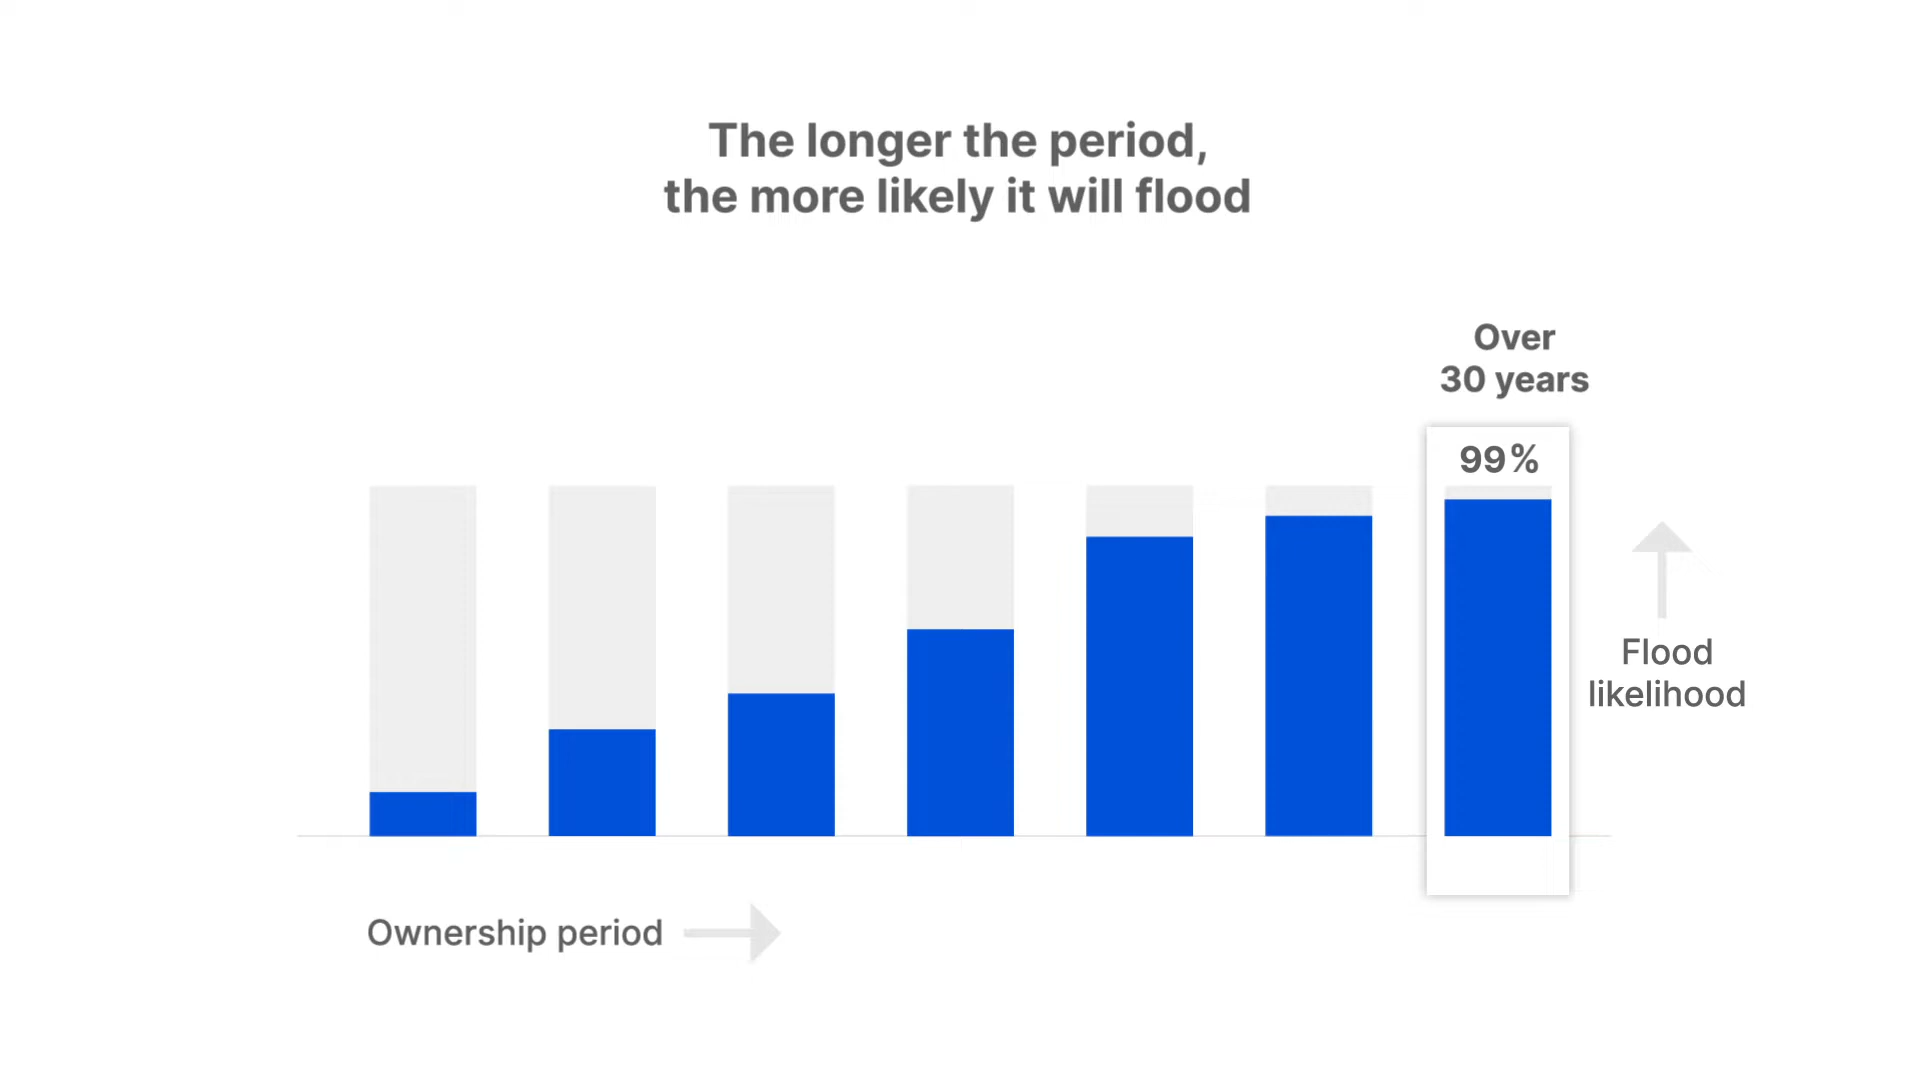 The longer the period,
the more likely it will flood
Over
30 years
99%
Flood
likelihood
Ownership period